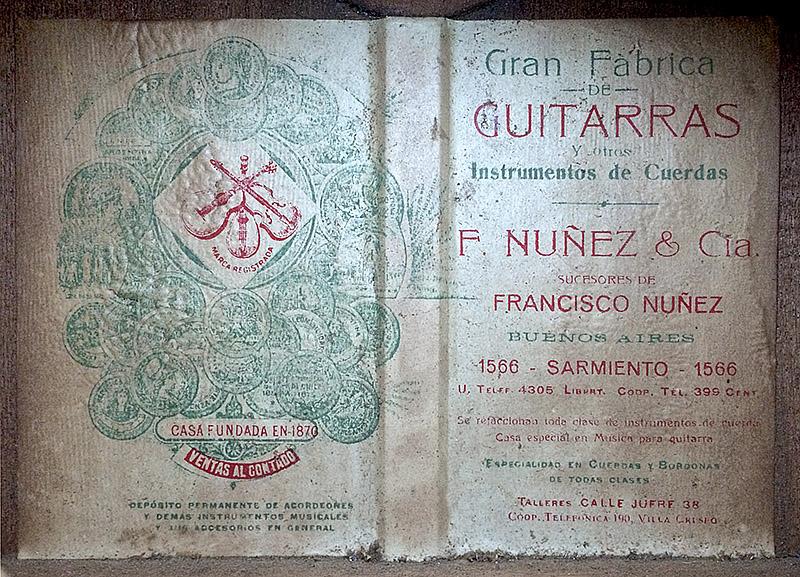 MARCA REGISTRADA
CASA FUNDADA EN 1870
VENTAS AL CONTADO
DEPÓSITO PERMANENTE DE ACORDEONES
Y DEMÁS INSTRUMENTOS MUSICALES
Y SUS ACCESORIOS EN GENERAL
Gran Fábrica
DE
GUITARRAS
Y otros
Instrumentos de Cuerdas
F. NUÑEZ & Cía.
SUCESORES DE
FRANCISCO NUÑEZ
BUENOS AIRES
1566 - SARMIENTO - 1566
U. TELEF. 4305 LIBERT. COOP. TEL. 399 CENT
Se refaccionan toda clase de instrumentos de cuerda
Casa especial en Música para guitarra
ESPECIALIDAD EN CUERDAS Y BORDONAS
DE TODAS CLASES
TALLERES CALLE JUFRE 38
COOP. TELEFÓNICA 190, VILLA CRESPO